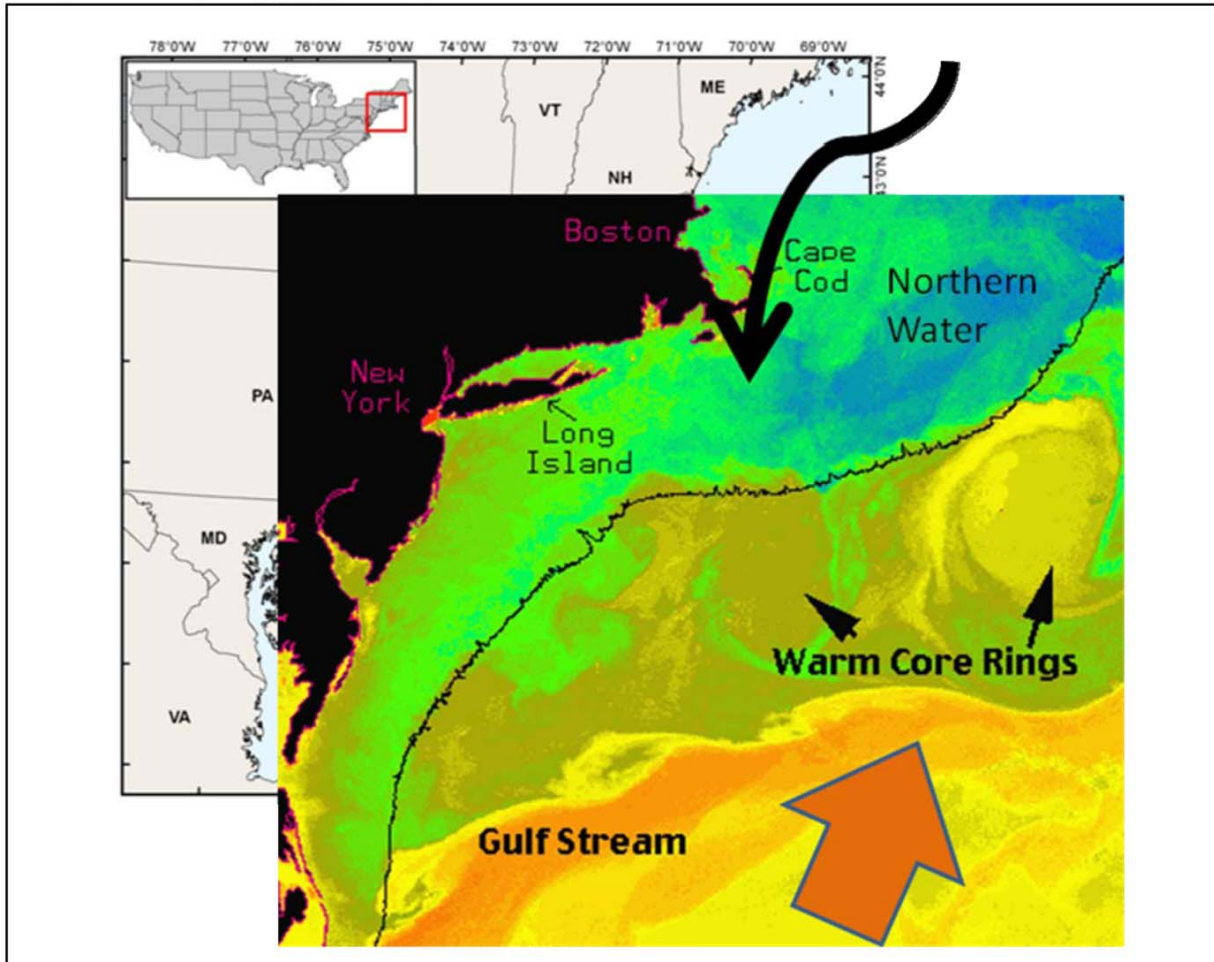 78°0'W 77°0'W 76°0'W 75°0'W 74°0'W 73°0'W 72°0'W 71°0'W 70°0'W 69°0'W
44°0'N
ME
VT
NH
43°0'N
Boston
Cape
Cod
Northern
Water
New
York
PA
Long
Island
MD
Warm Core Rings
VA
Gulf Stream